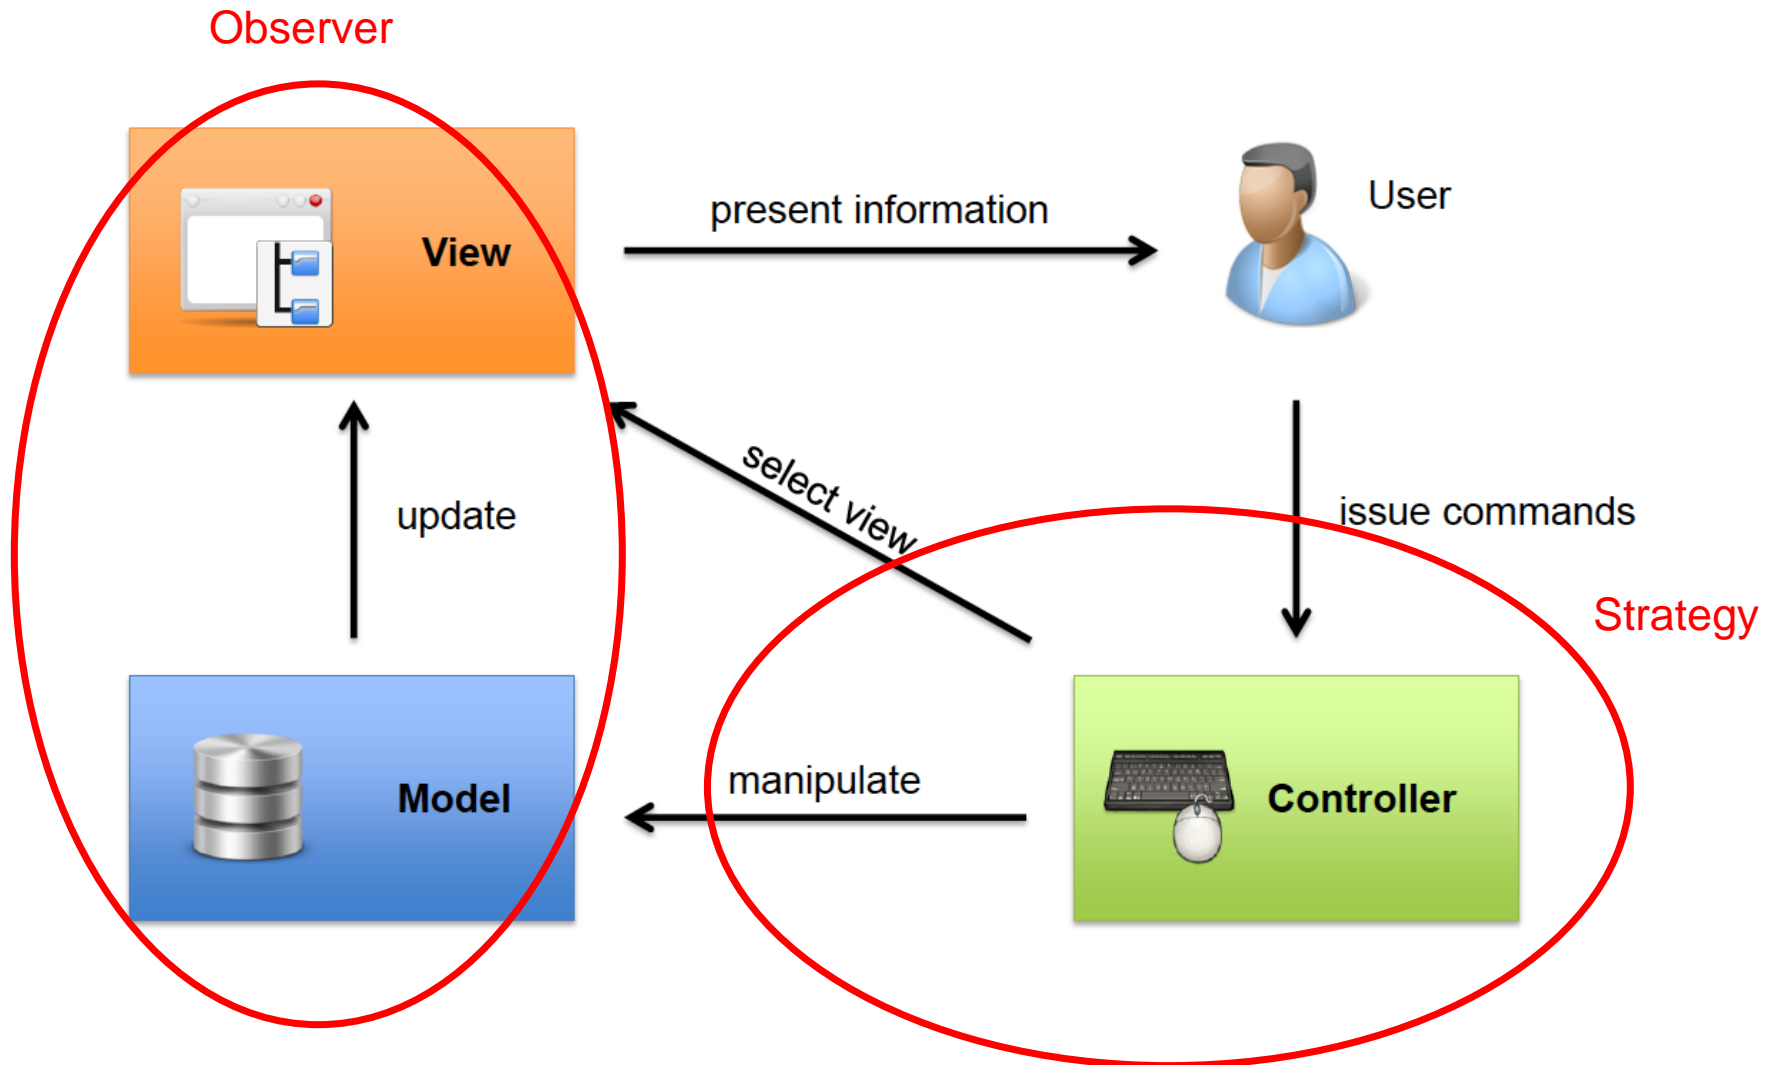 Observer
View
present information
User
select view
update
issue commands
Strategy
Model
manipulate
Controller